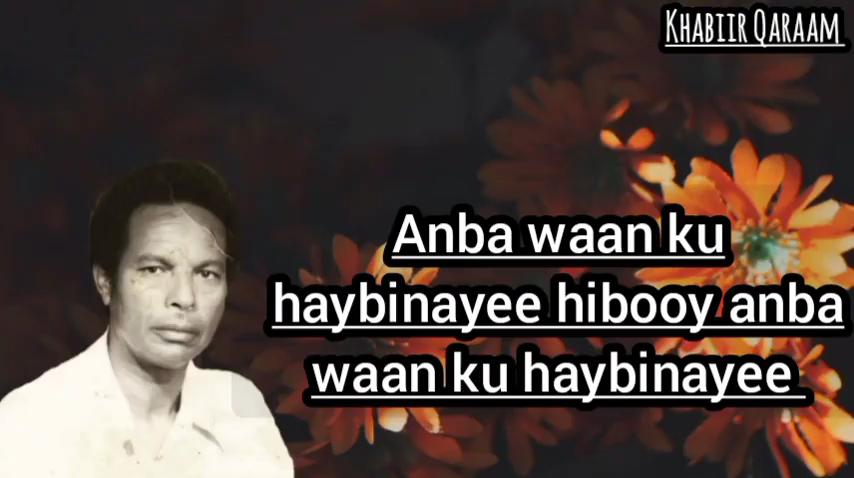 KHABIIR QARAAM
Anba waan ku
haybinayee hibooy anba
waan ku haybinayee